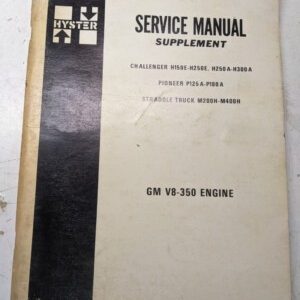 HYSTER
SERVICE MANUAL
SUPPLEMENT
CHALLENGER H150E-H250E, H250A-H300A
PIONEER P125A-P180A
STRADDLE TRUCK M200H-M400H
GM V8-350 ENGINE